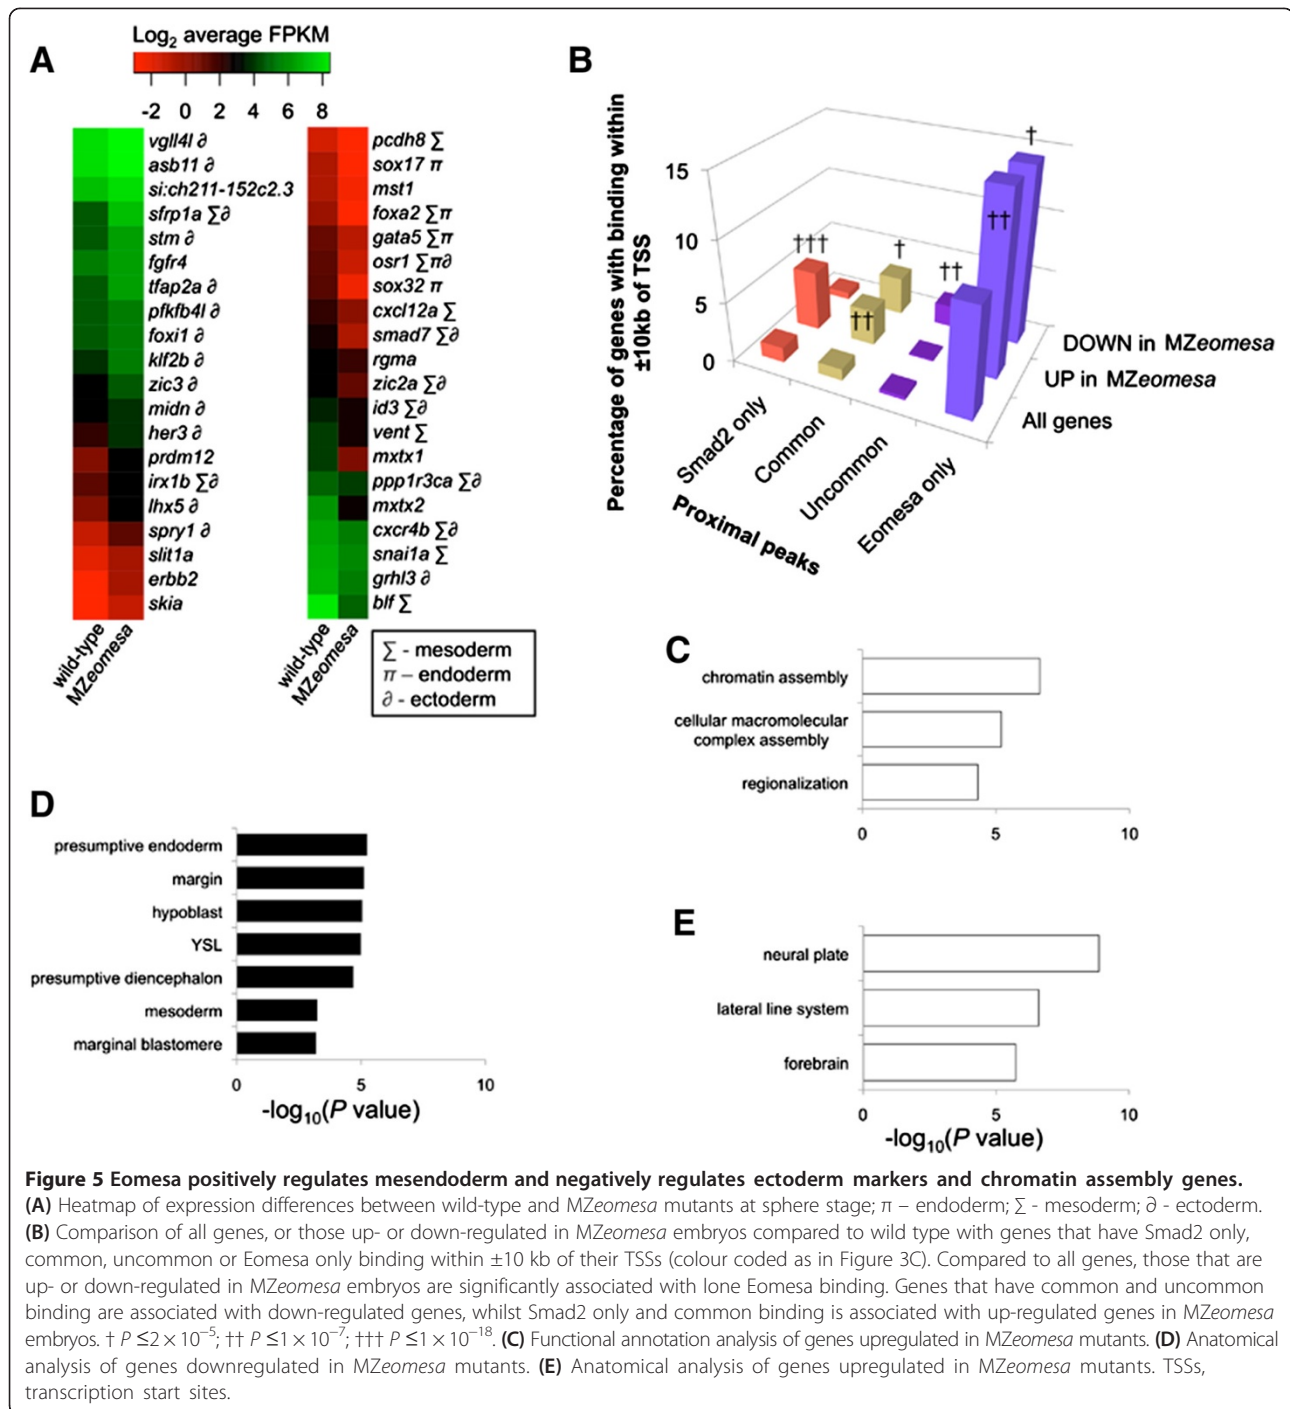 A
Log2 average FPKM
-2 0 2 4 6 8
vgll4l ∂
asb11 ∂
si:ch211-152c2.3
sfrp1a ∑∂
stm ∂
fgfr4
tfap2a ∂
pfkfb4l ∂
foxi1 ∂
klf2b ∂
zic3 ∂
midn ∂
her3 ∂
prdm12
irx1b ∑∂
lhx5 ∂
spry1 ∂
slit1a
erbb2
skia
wild-type
MZeomesa
pcdh8 ∑
sox17 π
mst1
foxa2 ∑π
gata5 ∑π
osr1 ∑π∂
sox32 π
cxcl12a ∑
smad7 ∑∂
rgma
zic2a ∑∂
id3 ∑∂
vent ∑
mxtx1
ppp1r3ca ∑∂
mxtx2
cxcr4b ∑∂
snai1a ∑
grhl3 ∂
blf ∑
wild-type
MZeomesa
∑ - mesoderm
π – endoderm
∂ - ectoderm
B
Percentage of genes with binding within
±10kb of TSS
15
10
5
0
†††
††
†
††
††
†
Smad2 only
Common
Uncommon
Eomesa only
Proximal peaks
DOWN in MZeomesa
UP in MZeomesa
All genes
C
chromatin assembly
cellular macromolecular
complex assembly
regionalization
0 5 10
D
presumptive endoderm
margin
hypoblast
YSL
presumptive diencephalon
mesoderm
marginal blastomere
0 5 10
-log10(P value)
E
neural plate
lateral line system
forebrain
0 5 10
-log10(P value)
Figure 5 Eomesa positively regulates mesendoderm and negatively regulates ectoderm markers and chromatin assembly genes.
(A) Heatmap of expression differences between wild-type and MZeomesa mutants at sphere stage; π – endoderm; ∑ - mesoderm; ∂ - ectoderm.
(B) Comparison of all genes, or those up- or down-regulated in MZeomesa embryos compared to wild type with genes that have Smad2 only,
common, uncommon or Eomesa only binding within ±10 kb of their TSSs (colour coded as in Figure 3C). Compared to all genes, those that are
up- or down-regulated in MZeomesa embryos are significantly associated with lone Eomesa binding. Genes that have common and uncommon
binding are associated with down-regulated genes, whilst Smad2 only and common binding is associated with up-regulated genes in MZeomesa
embryos. † P ≤2 × 10⁻⁵; †† P ≤1 × 10⁻⁷; ††† P ≤1 × 10⁻¹⁸. (C) Functional annotation analysis of genes upregulated in MZeomesa mutants. (D) Anatomical
analysis of genes downregulated in MZeomesa mutants. (E) Anatomical analysis of genes upregulated in MZeomesa mutants. TSSs,
transcription start sites.